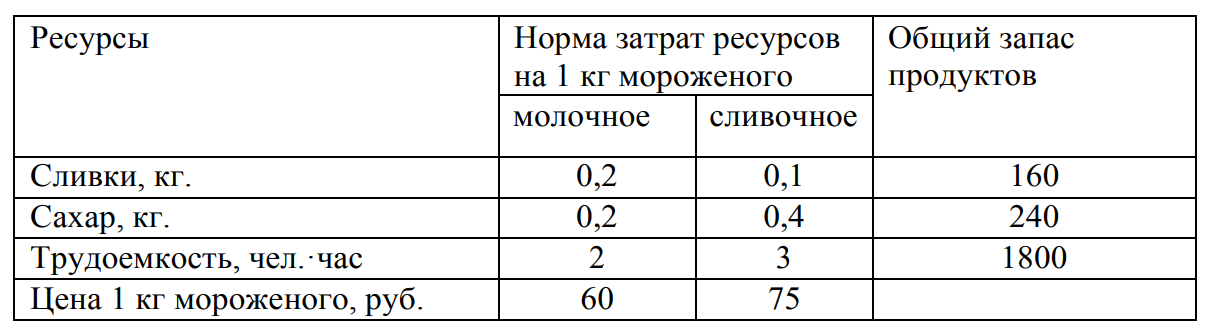 Ресурсы
Норма затрат ресурсов
на 1 кг мороженого
Общий запас
продуктов
молочное
сливочное
Сливки, кг. 0,2 0,1 160
Сахар, кг. 0,2 0,4 240
Трудоемкость, чел.·час 2 3 1800
Цена 1 кг мороженого, руб. 60 75